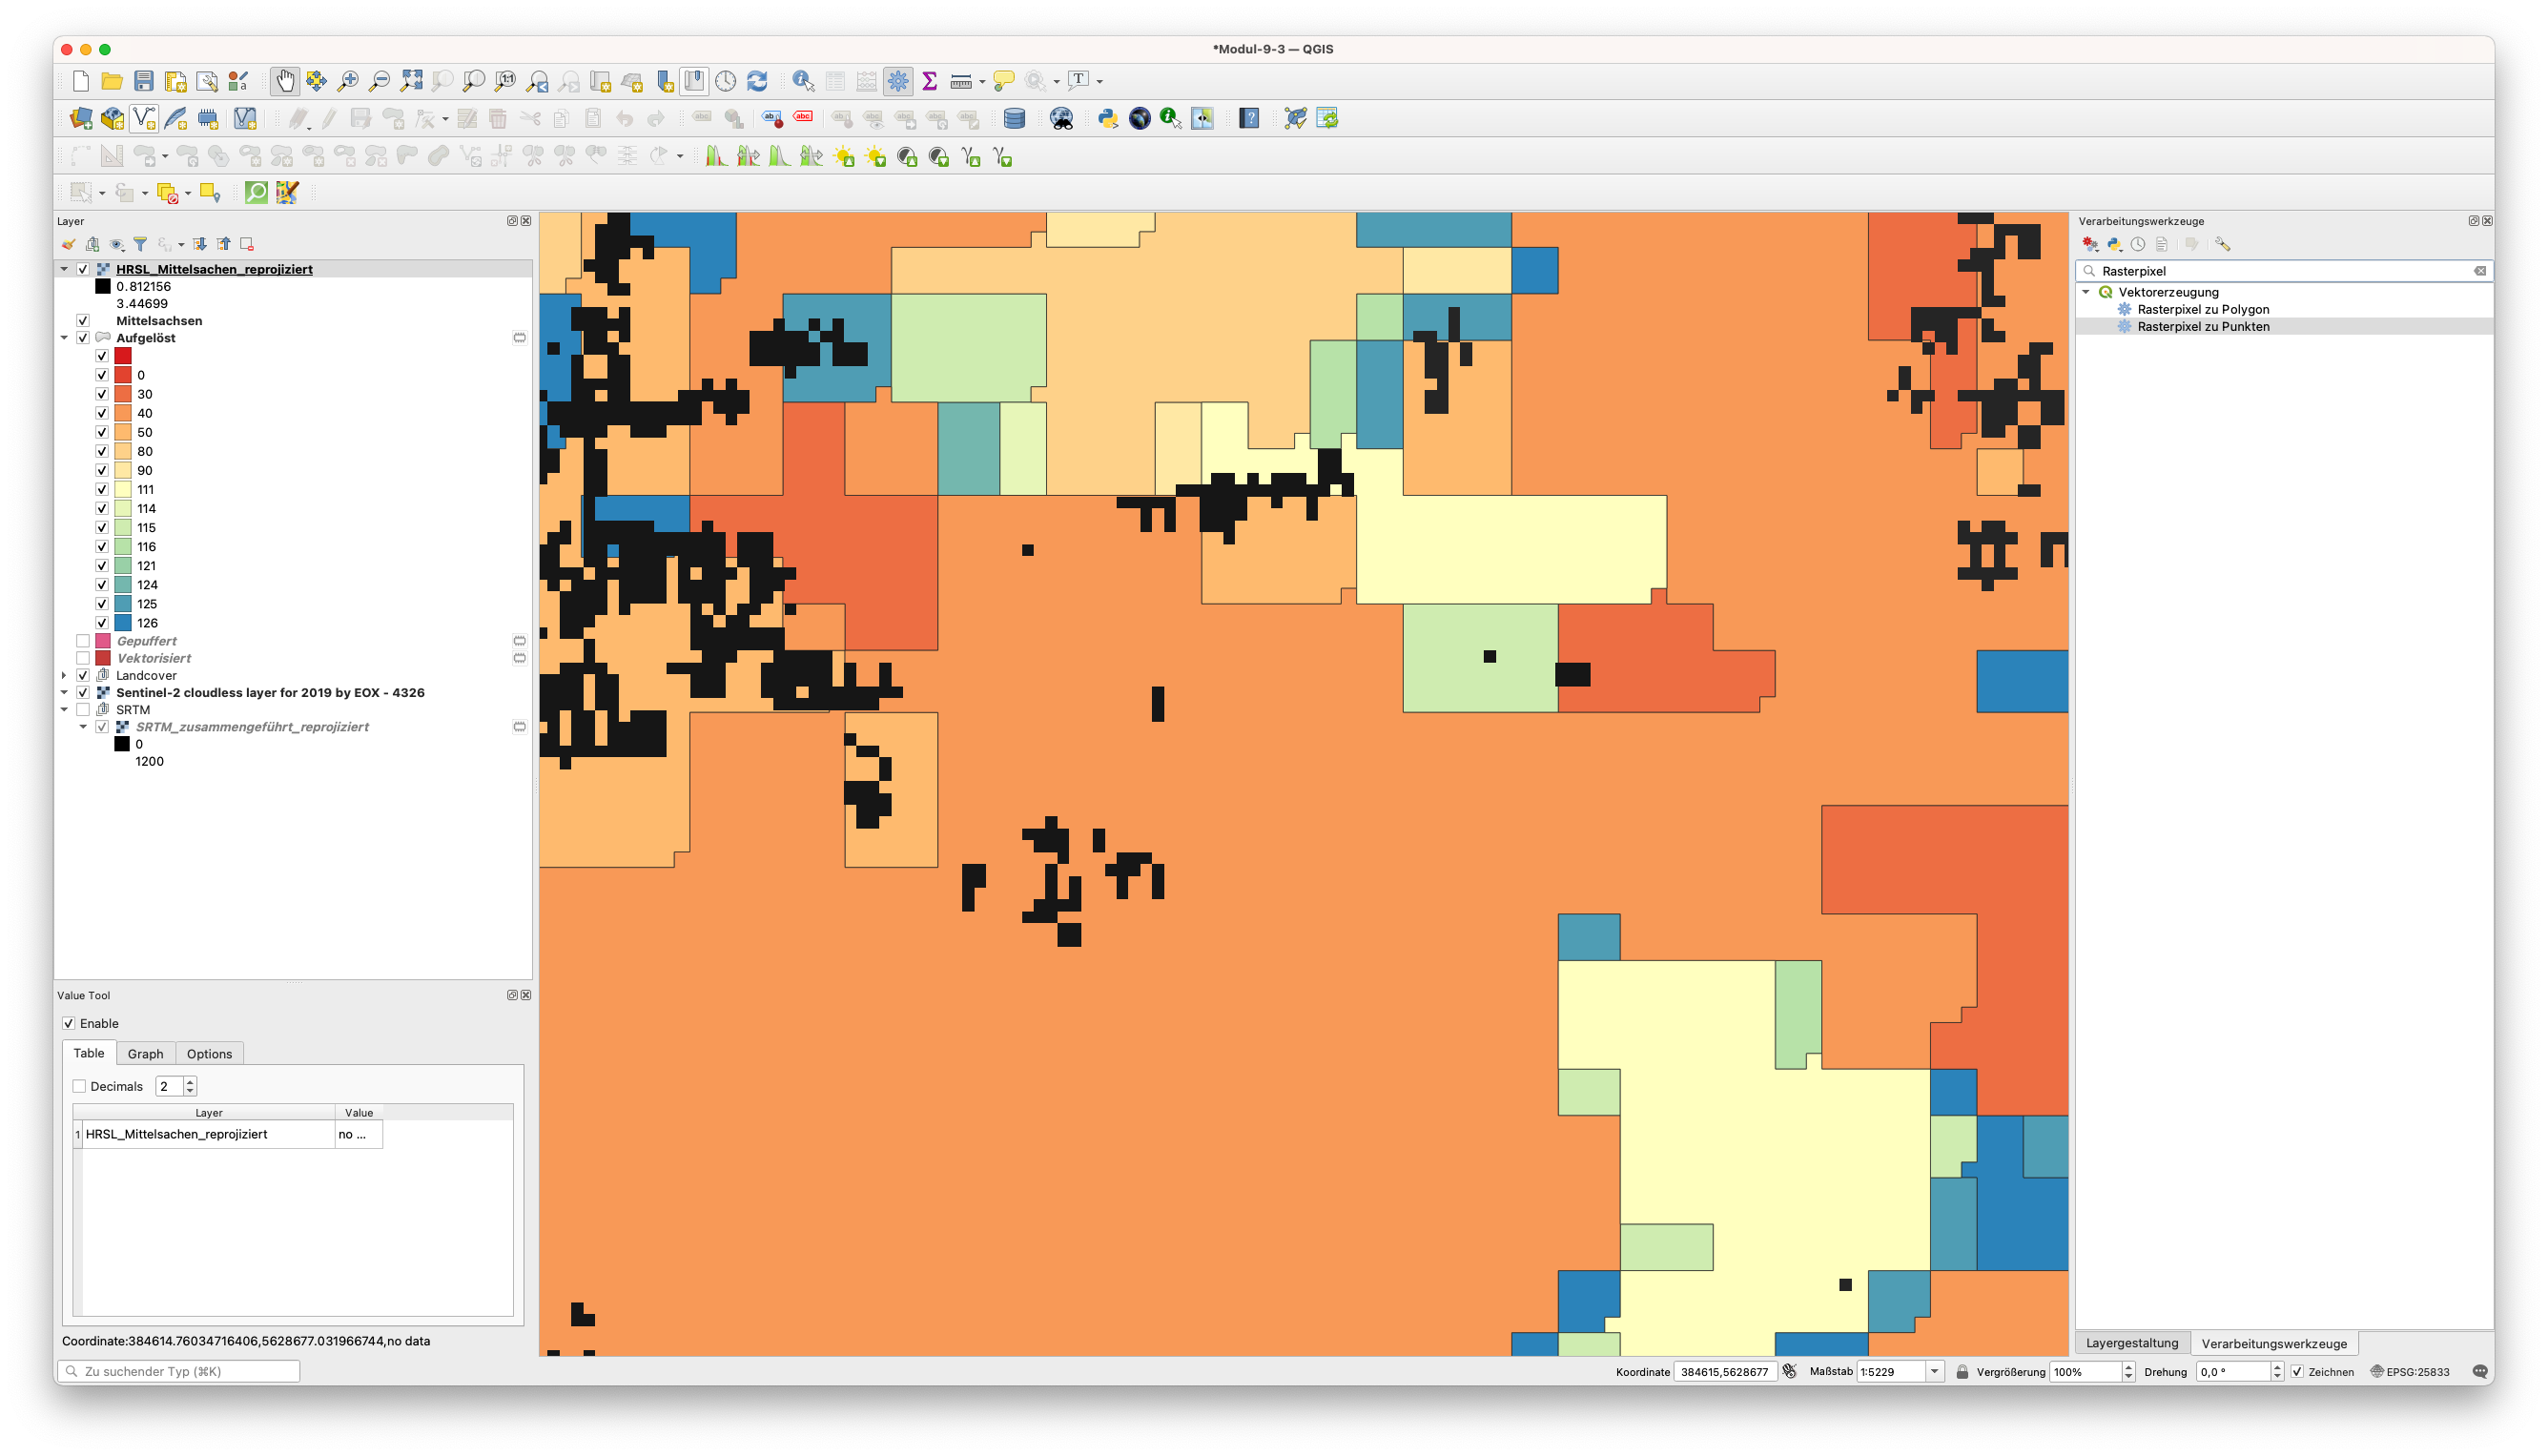 *Modul-9-3 — QGIS
Layer
HRSL_Mittelsachen_reprojiziert
0.812156
3.44699
Mittelsachsen
Aufgelöst
0
30
40
50
80
90
111
114
115
116
121
124
125
126
Gepuffert
Vektorisiert
Landcover
Sentinel-2 cloudless layer for 2019 by EOX - 4326
SRTM
SRTM_zusammengeführt_reprojiziert
0
1200
Value Tool
Enable
Table Graph Options
Decimals 2
Layer Value
1 HRSL_Mittelsachen_reprojiziert no ...
Coordinate:384614.76034716406,5628677.031966744,no data
Verarbeitungswerkzeuge
Rasterpixel
Vektorerzeugung
Rasterpixel zu Polygon
Rasterpixel zu Punkten
Layergestaltung Verarbeitungswerkzeuge
Zu suchender Typ (⌘K)
Koordinate 384615,5628677 Maßstab 1:5229 Vergrößerung 100% Drehung 0,0 ° Zeichnen EPSG:25833